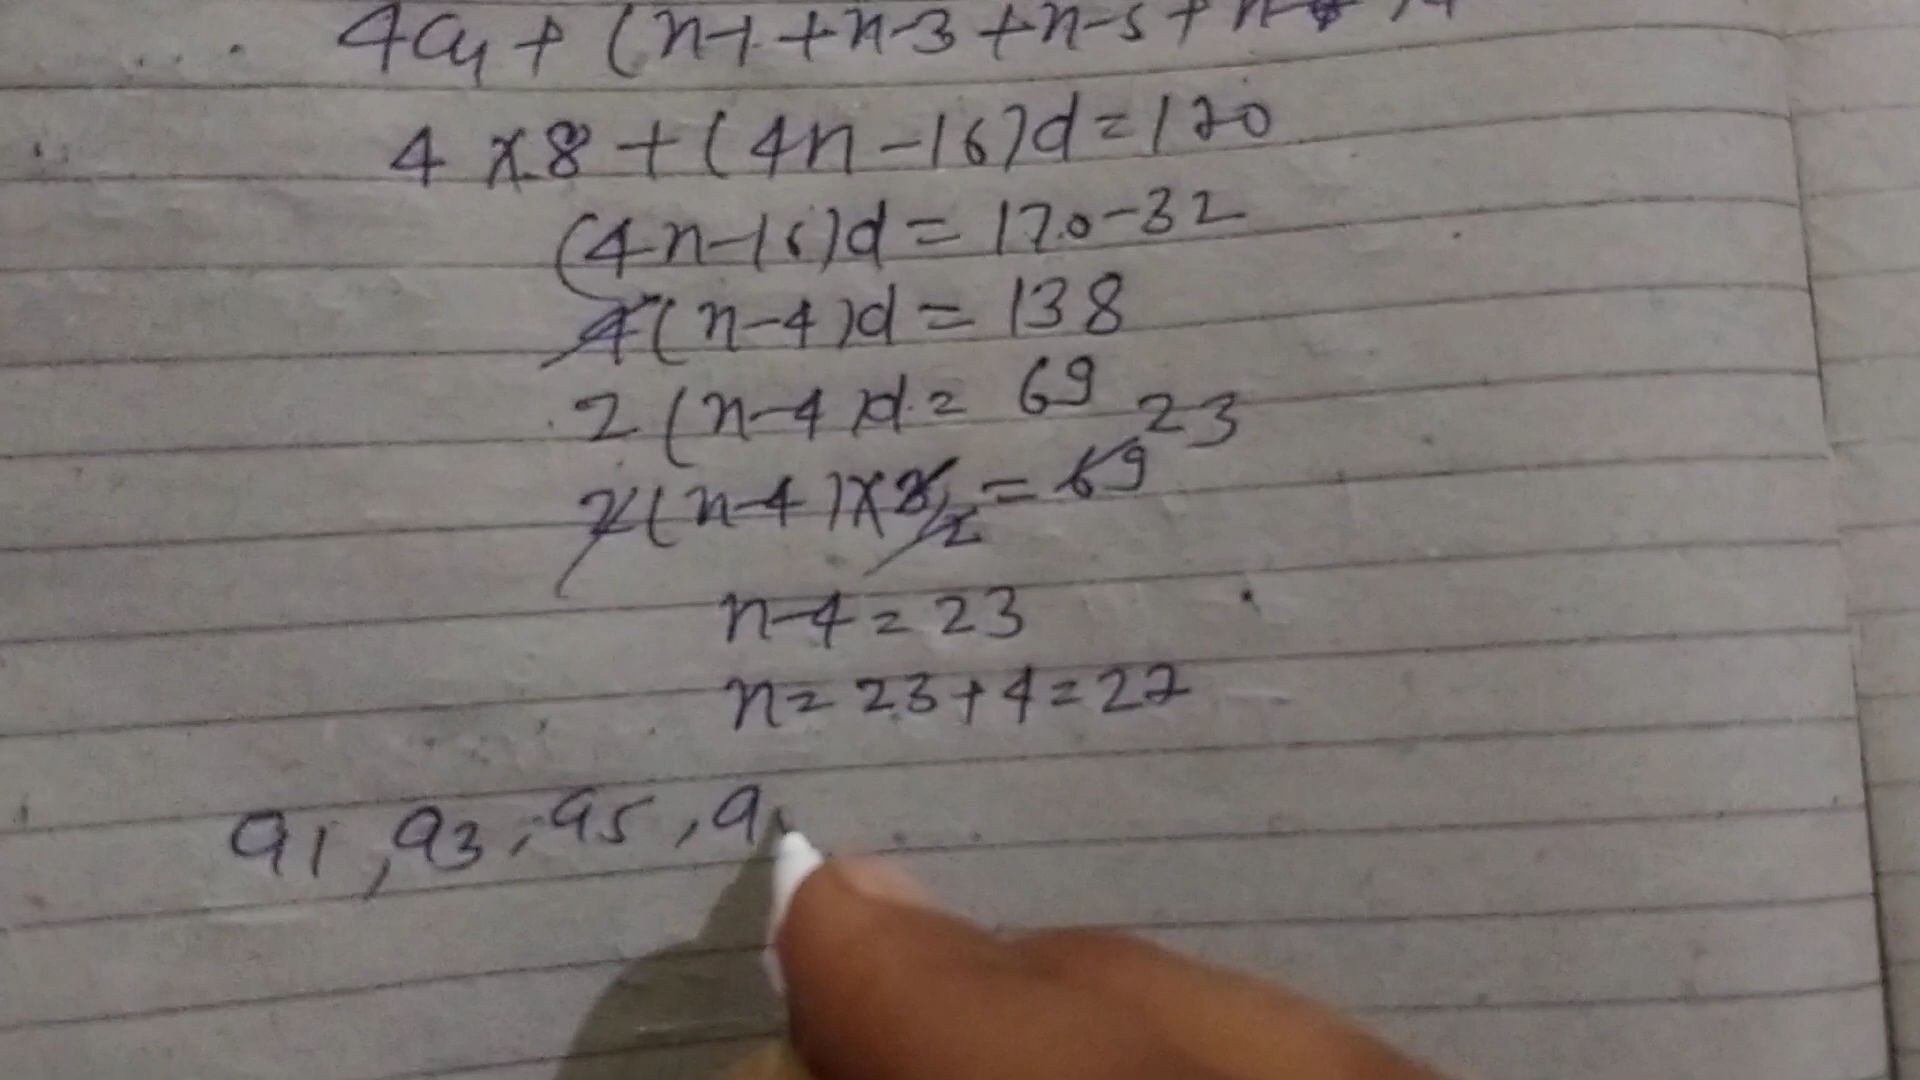 4a1 + (n-1 + n-3 + n-5 + n-
4 × 8 + (4n - 16)d = 170
(4n-16)d = 170-32
4(n-4)d = 138
2(n-4)d = 69
23
2(n-4)×3/2 = 69
n-4 = 23
n = 23+4 = 27
a1, a3, a5, a